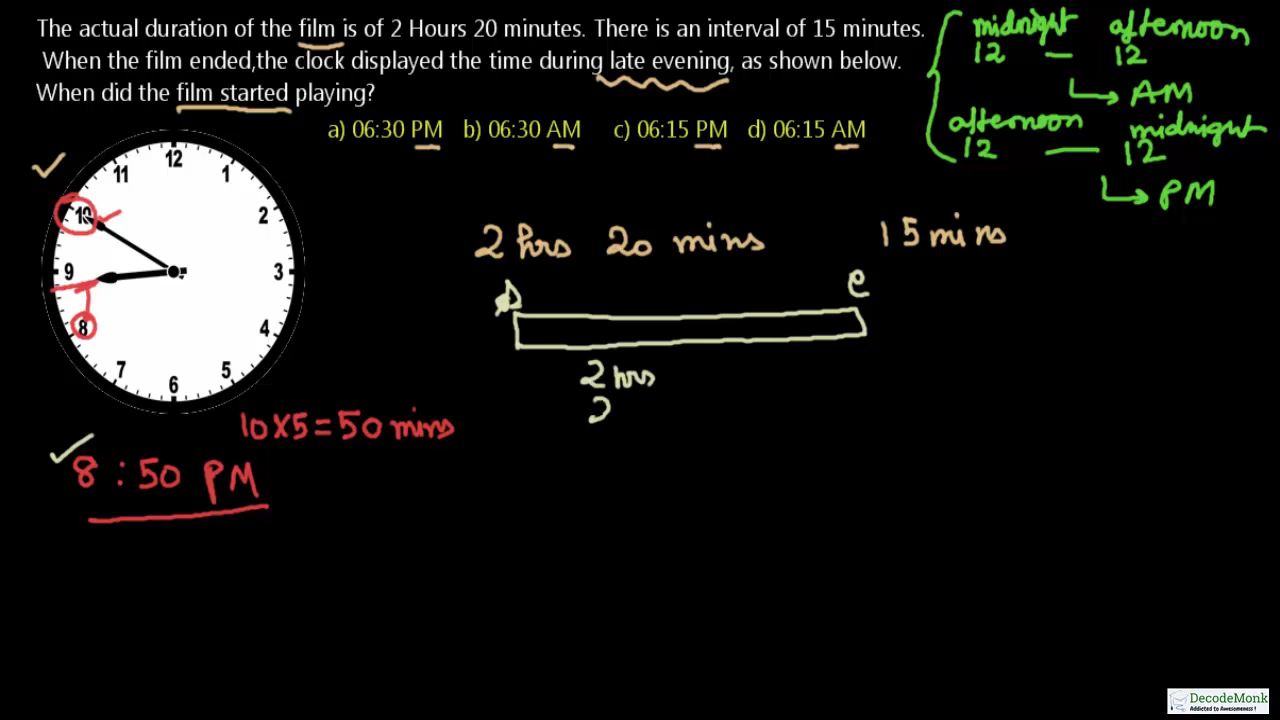 The actual duration of the film is of 2 Hours 20 minutes. There is an interval of 15 minutes.
When the film ended,the clock displayed the time during late evening, as shown below.
When did the film started playing?
a) 06:30 PM b) 06:30 AM c) 06:15 PM d) 06:15 AM
midnight afternoon
12 — 12
AM
afternoon midnight
12 — 12
PM
12
11 1
10 2
9 3
8 4
7 5
6
2 hrs 20 mins 15 mins
e
2 hrs
2
10x5=50 mins
8:50 PM
DecodeMonk
Addicted to Awesomeness !